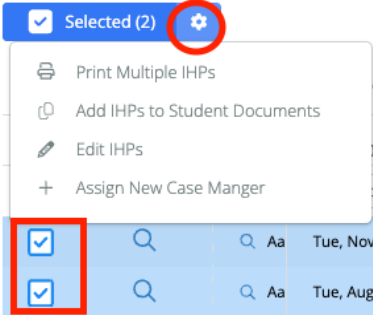 Selected (2)
Print Multiple IHPs
Add IHPs to Student Documents
Edit IHPs
Assign New Case Manger
Aa Tue, Nov
Aa Tue, Aug